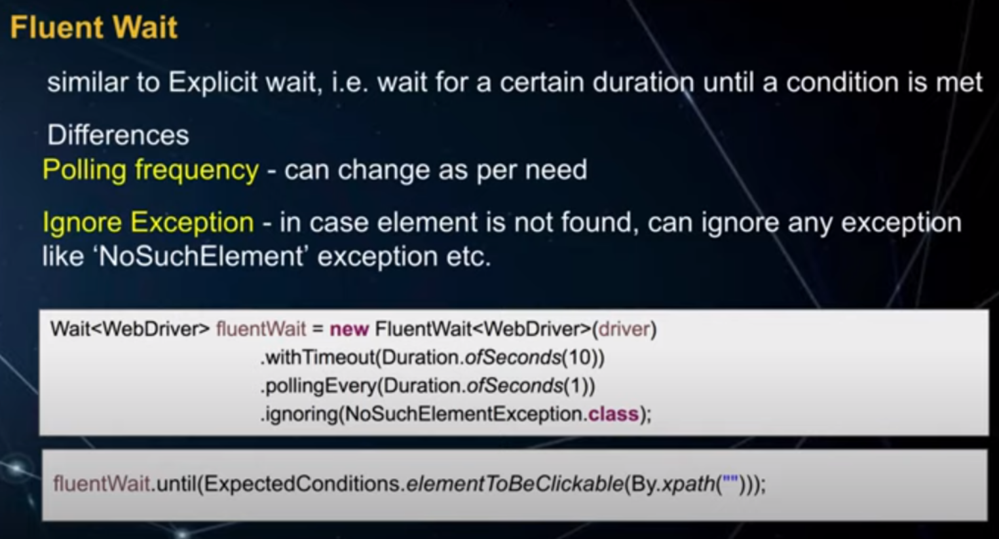 Fluent Wait
similar to Explicit wait, i.e. wait for a certain duration until a condition is met
Differences
Polling frequency - can change as per need
Ignore Exception - in case element is not found, can ignore any exception
like ‘NoSuchElement’ exception etc.
Wait<WebDriver> fluentWait = new FluentWait<WebDriver>(driver)
.withTimeout(Duration.ofSeconds(10))
.pollingEvery(Duration.ofSeconds(1))
.ignoring(NoSuchElementException.class);
fluentWait.until(ExpectedConditions.elementToBeClickable(By.xpath("")));